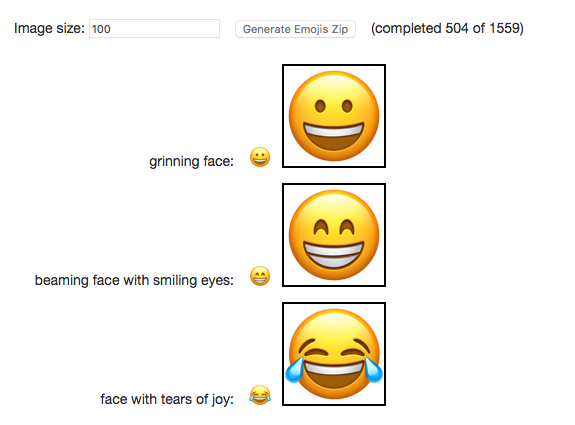 Image size: 100 Generate Emojis Zip (completed 504 of 1559)
grinning face:
beaming face with smiling eyes:
face with tears of joy: